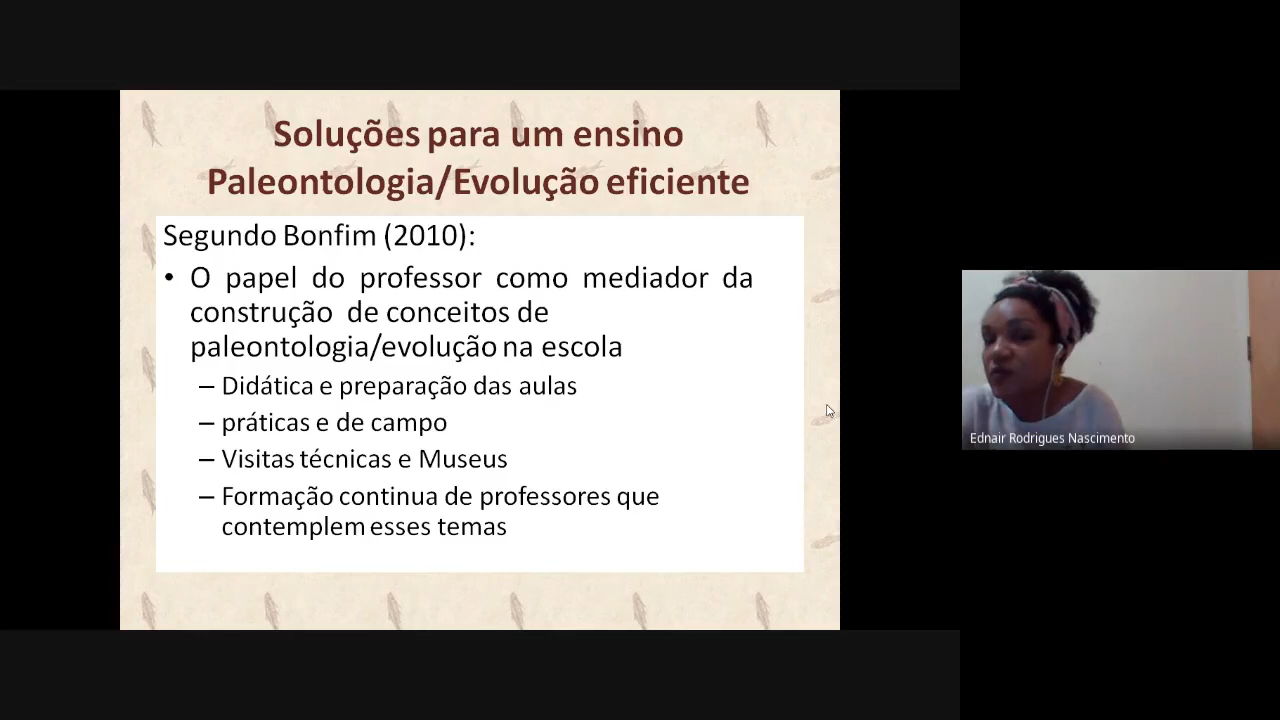 Soluções para um ensino
Paleontologia/Evolução eficiente
Segundo Bonfim (2010):
• O papel do professor como mediador da
construção de conceitos de
paleontologia/evolução na escola
– Didática e preparação das aulas
– práticas e de campo
– Visitas técnicas e Museus
– Formação continua de professores que
contemplem esses temas
Ednair Rodrigues Nascimento